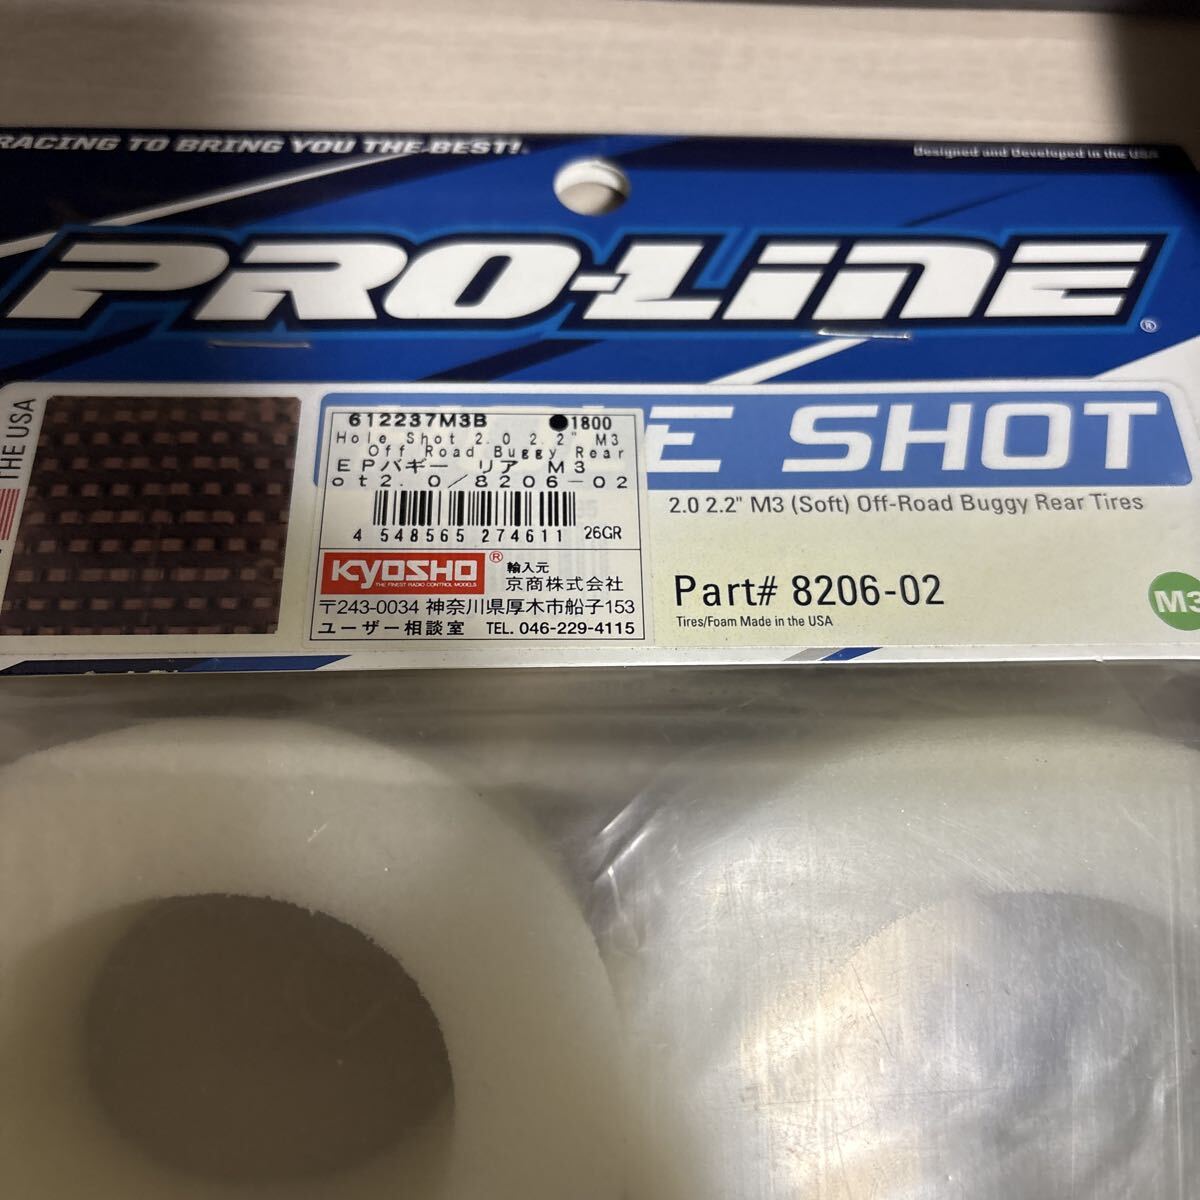 RACING TO BRING YOU THE BEST!
Designed and Developed in the USA
PRO-LINE®
THE USA
SHOT
2.0 2.2" M3 (Soft) Off-Road Buggy Rear Tires
Part# 8206-02
Tires/Foam Made in the USA
M3
612237M3B ●1800
Hole Shot 2.0 2.2" M3
Off Road Buggy Rear
EPバギー リア M3
ot2.0/8206-02
4 548565 274611 26GR
KYOSHO®
THE FINEST RADIO CONTROL MODELS
輸入元
京商株式会社
〒243-0034 神奈川県厚木市船子153
ユーザー相談室 TEL. 046-229-4115